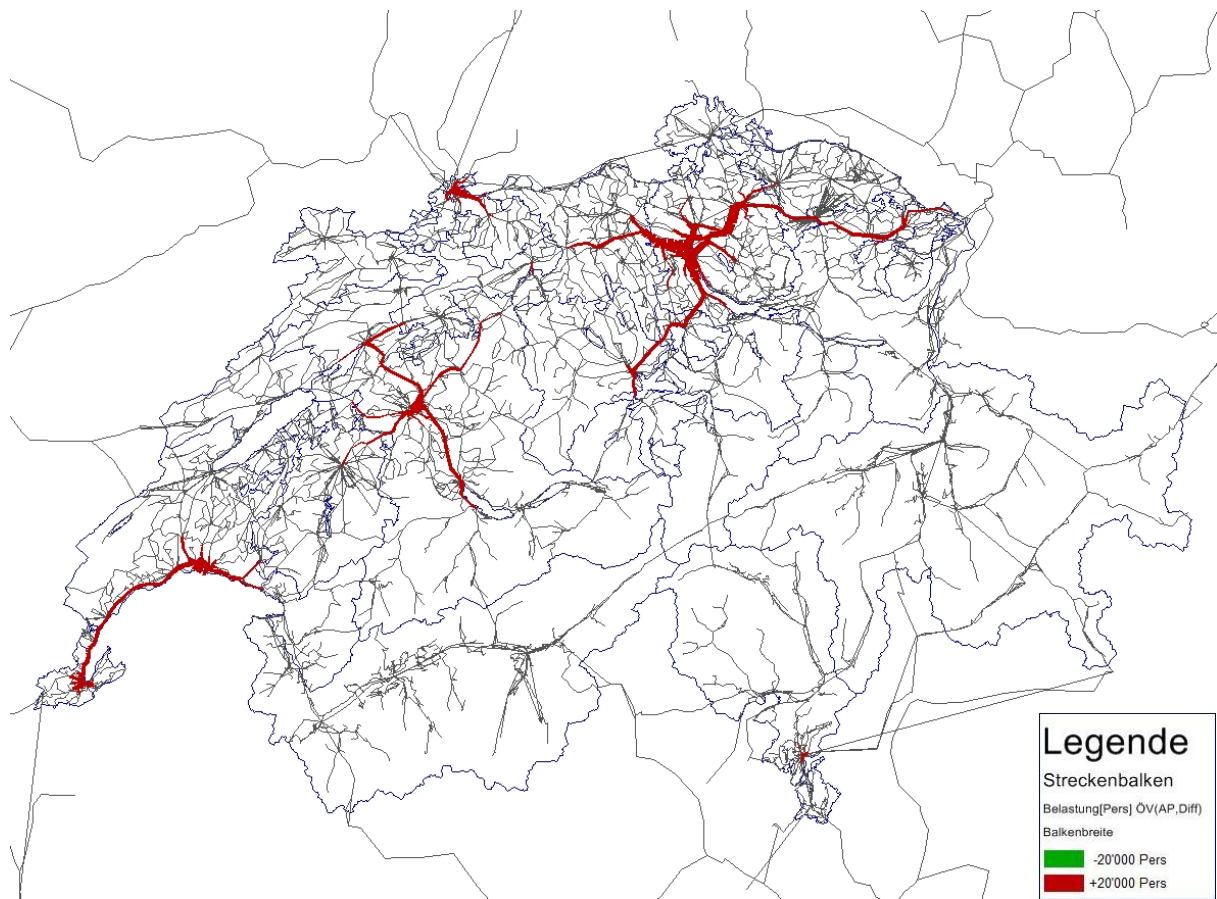 Legende
Streckenbalken
Belastung[Pers] ÖV(AP,Diff)
Balkenbreite
-20'000 Pers
+20'000 Pers